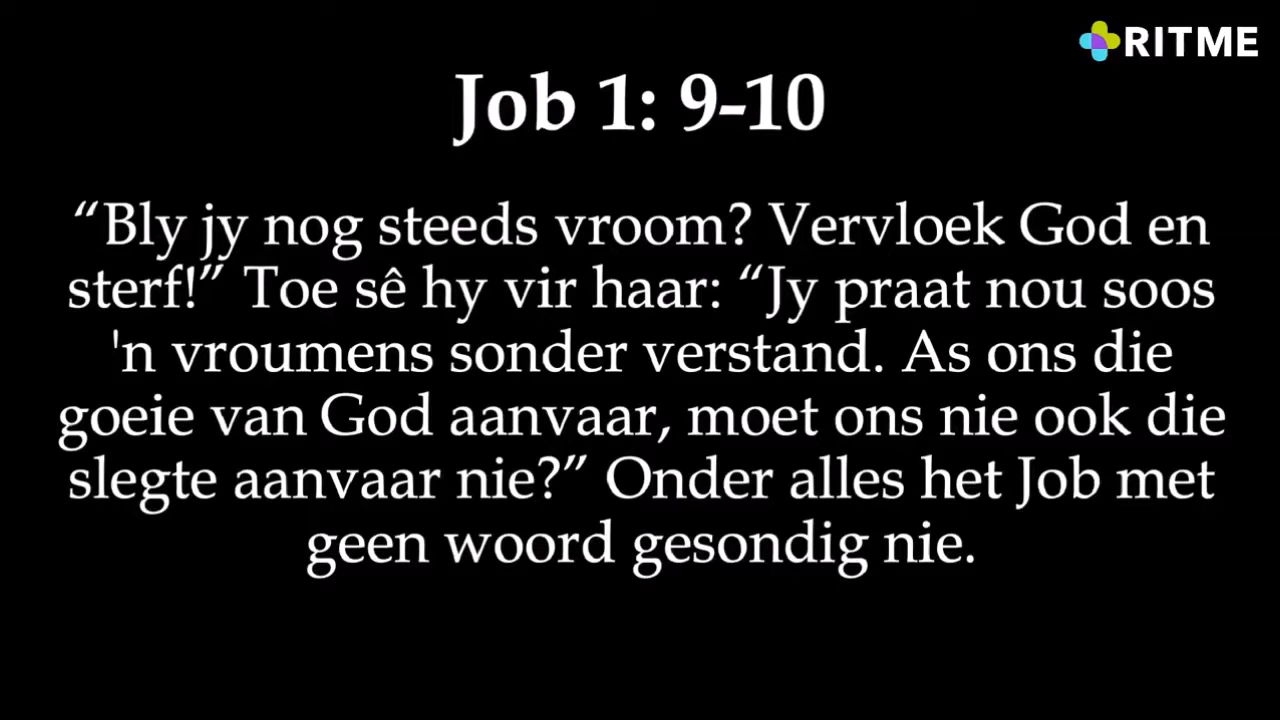 RITME
Job 1: 9-10
“Bly jy nog steeds vroom? Vervloek God en
sterf!” Toe sê hy vir haar: “Jy praat nou soos
'n vroumens sonder verstand. As ons die
goeie van God aanvaar, moet ons nie ook die
slegte aanvaar nie?” Onder alles het Job met
geen woord gesondig nie.